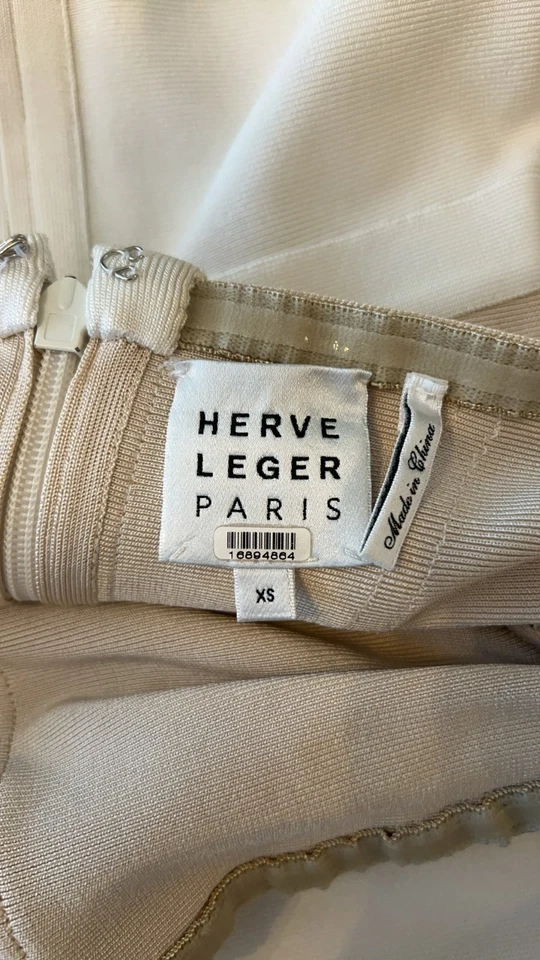 HERVE
LEGER
PARIS
16894864
XS
Made in China